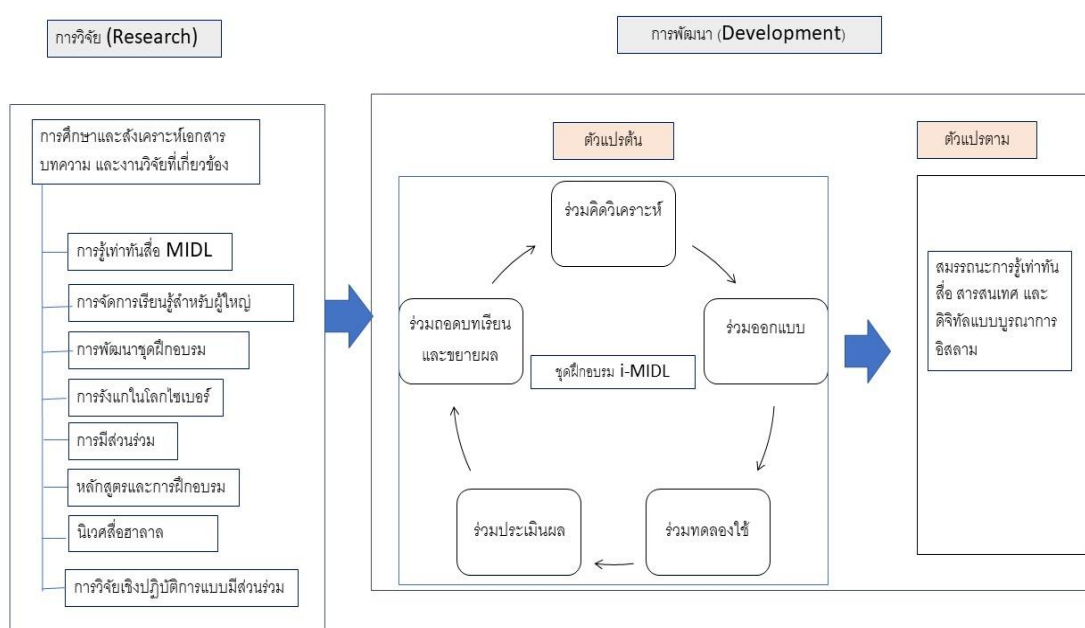 การวิจัย (Research)
การพัฒนา (Development)
การศึกษาและสังเคราะห์เอกสาร
บทความ และงานวิจัยที่เกี่ยวข้อง
การรู้เท่าทันสื่อ MIDL
การจัดการเรียนรู้สำหรับผู้ใหญ่
การพัฒนาชุดฝึกอบรม
การรังแกในโลกไซเบอร์
การมีส่วนร่วม
หลักสูตรและการฝึกอบรม
นิเวศสื่อฮาลาล
การวิจัยเชิงปฏิบัติการแบบมีส่วนร่วม
ตัวแปรต้น
ร่วมคิดวิเคราะห์
ร่วมออกแบบ
ร่วมทดลองใช้
ร่วมประเมินผล
ร่วมถอดบทเรียน
และขยายผล
ชุดฝึกอบรม i-MIDL
ตัวแปรตาม
สมรรถนะการรู้เท่าทัน
สื่อ สารสนเทศ และ
ดิจิทัลแบบบูรณาการ
อิสลาม